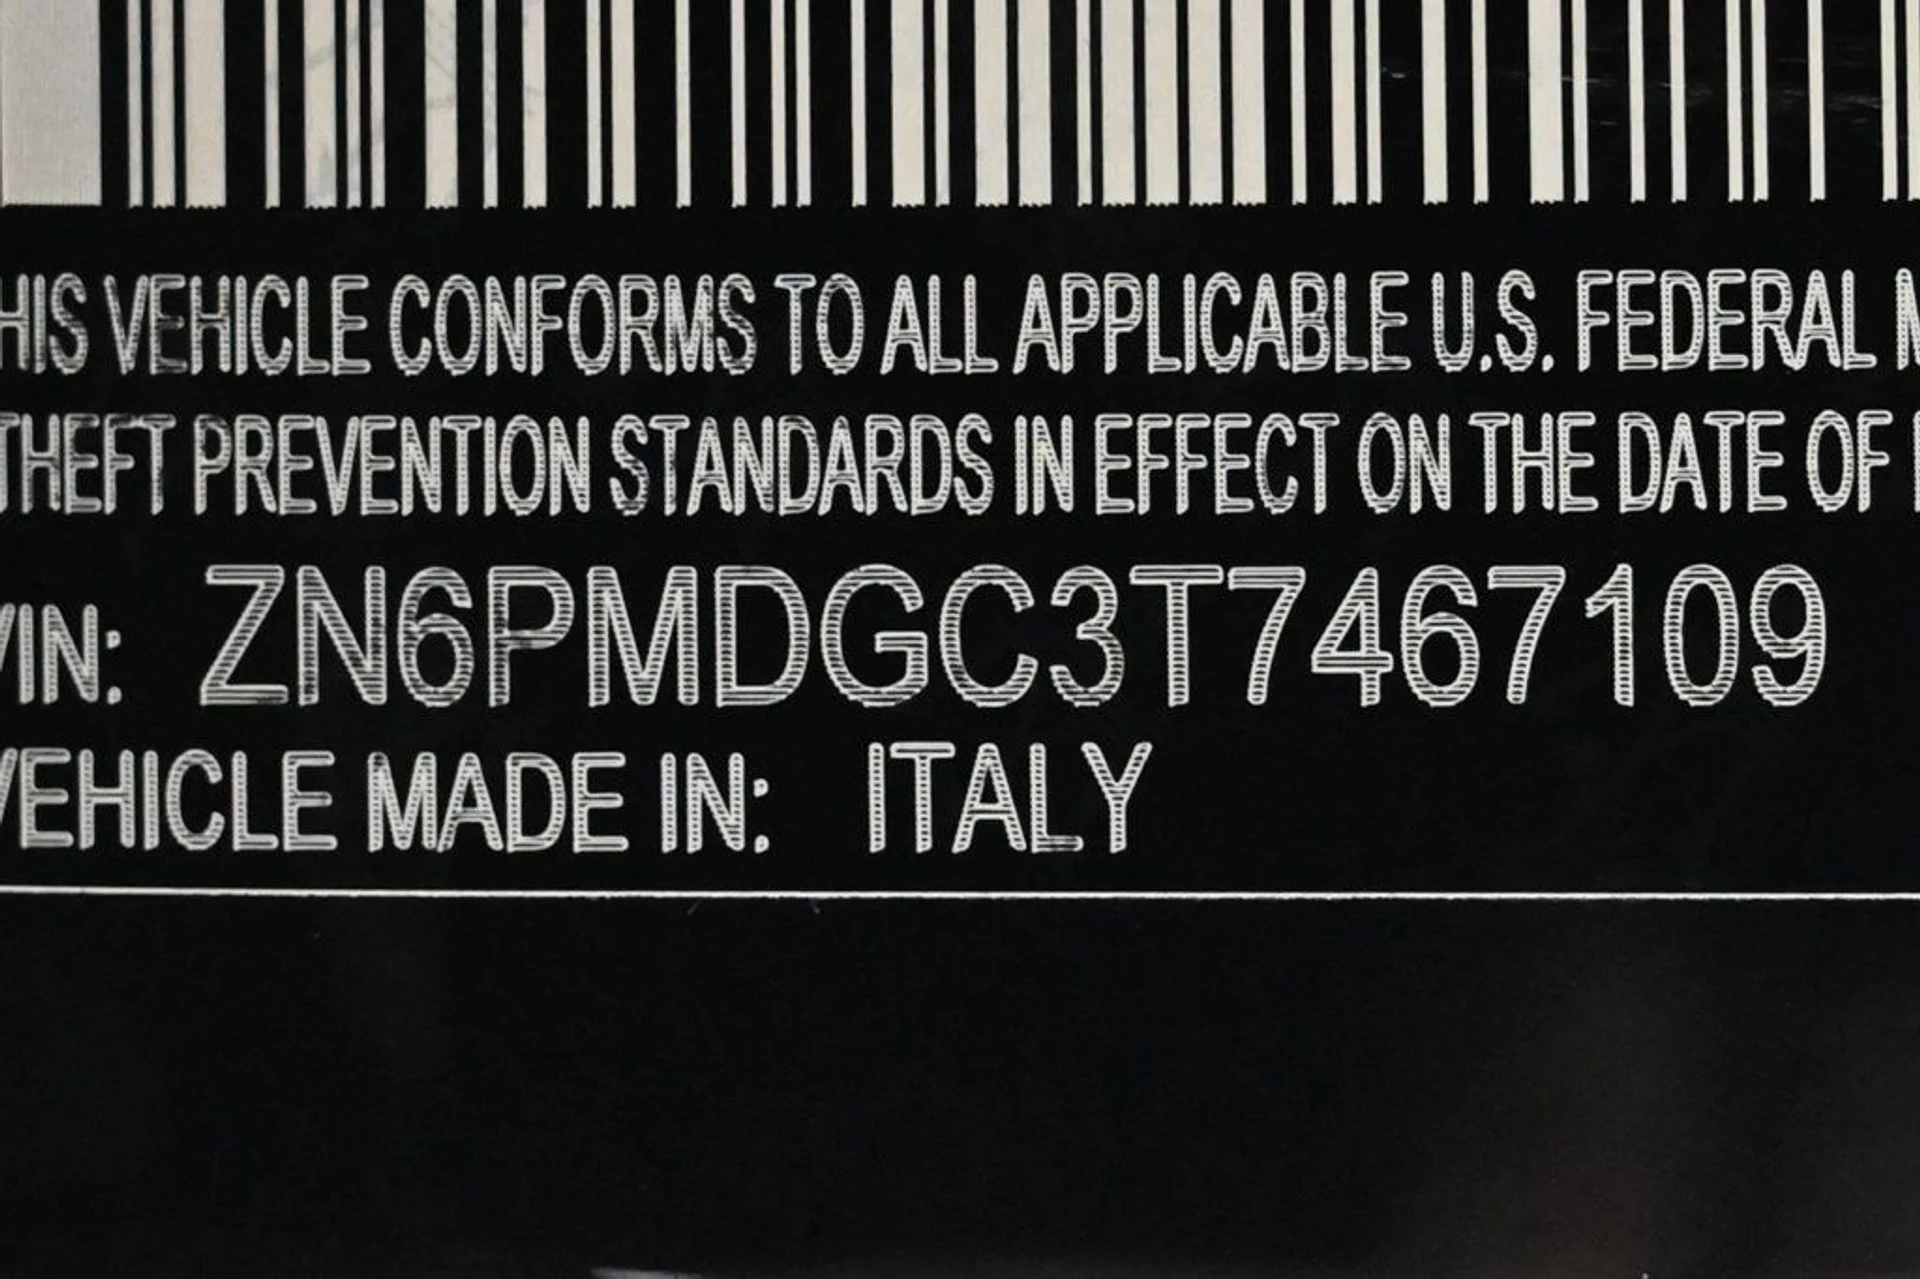 HIS VEHICLE CONFORMS TO ALL APPLICABLE U.S. FEDERAL M
THEFT PREVENTION STANDARDS IN EFFECT ON THE DATE OF
VIN: ZN6PMDGC3T7467109
VEHICLE MADE IN: ITALY